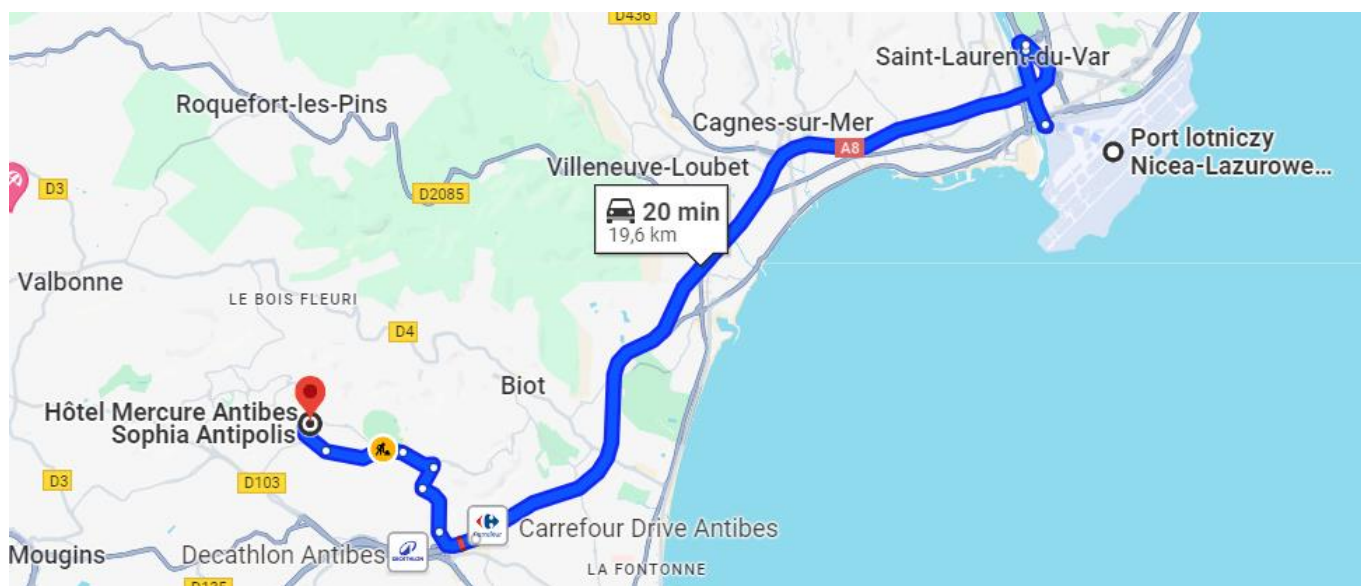 D436
Saint-Laurent-du-Var
Roquefort-les-Pins
Cagnes-sur-Mer
A8
Port lotniczy
Nicea-Lazurowe...
Villeneuve-Loubet
D3
D2085
20 min
19,6 km
Valbonne
LE BOIS FLEURI
D4
Biot
Hôtel Mercure Antibes
Sophia Antipolis
D3
D103
Carrefour Drive Antibes
Decathlon Antibes
DECATHLON
Mougins
LA FONTONNE
D135